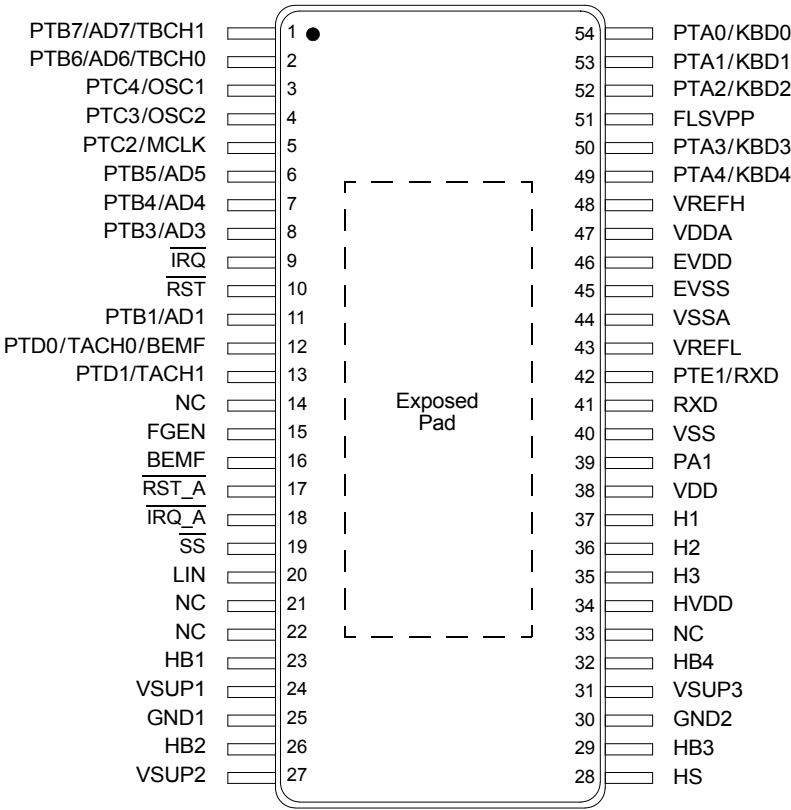 PTB7/AD7/TBCH1 1 54 PTA0/KBD0
PTB6/AD6/TBCH0 2 53 PTA1/KBD1
PTC4/OSC1 3 52 PTA2/KBD2
PTC3/OSC2 4 51 FLSVPP
PTC2/MCLK 5 50 PTA3/KBD3
PTB5/AD5 6 49 PTA4/KBD4
PTB4/AD4 7 48 VREFH
PTB3/AD3 8 47 VDDA
IRQ 9 46 EVDD
RST 10 45 EVSS
PTB1/AD1 11 44 VSSA
PTD0/TACH0/BEMF 12 43 VREFL
PTD1/TACH1 13 42 PTE1/RXD
NC 14 Exposed 41 RXD
FGEN 15 Pad 40 VSS
BEMF 16 39 PA1
RST_A 17 38 VDD
IRQ_A 18 37 H1
SS 19 36 H2
LIN 20 35 H3
NC 21 34 HVDD
NC 22 33 NC
HB1 23 32 HB4
VSUP1 24 31 VSUP3
GND1 25 30 GND2
HB2 26 29 HB3
VSUP2 27 28 HS